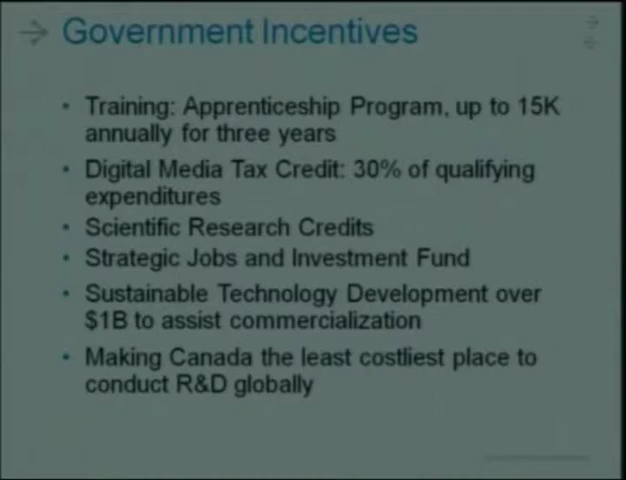 Government Incentives
• Training: Apprenticeship Program, up to 15K
annually for three years
• Digital Media Tax Credit: 30% of qualifying
expenditures
• Scientific Research Credits
• Strategic Jobs and Investment Fund
• Sustainable Technology Development over
$1B to assist commercialization
• Making Canada the least costliest place to
conduct R&D globally